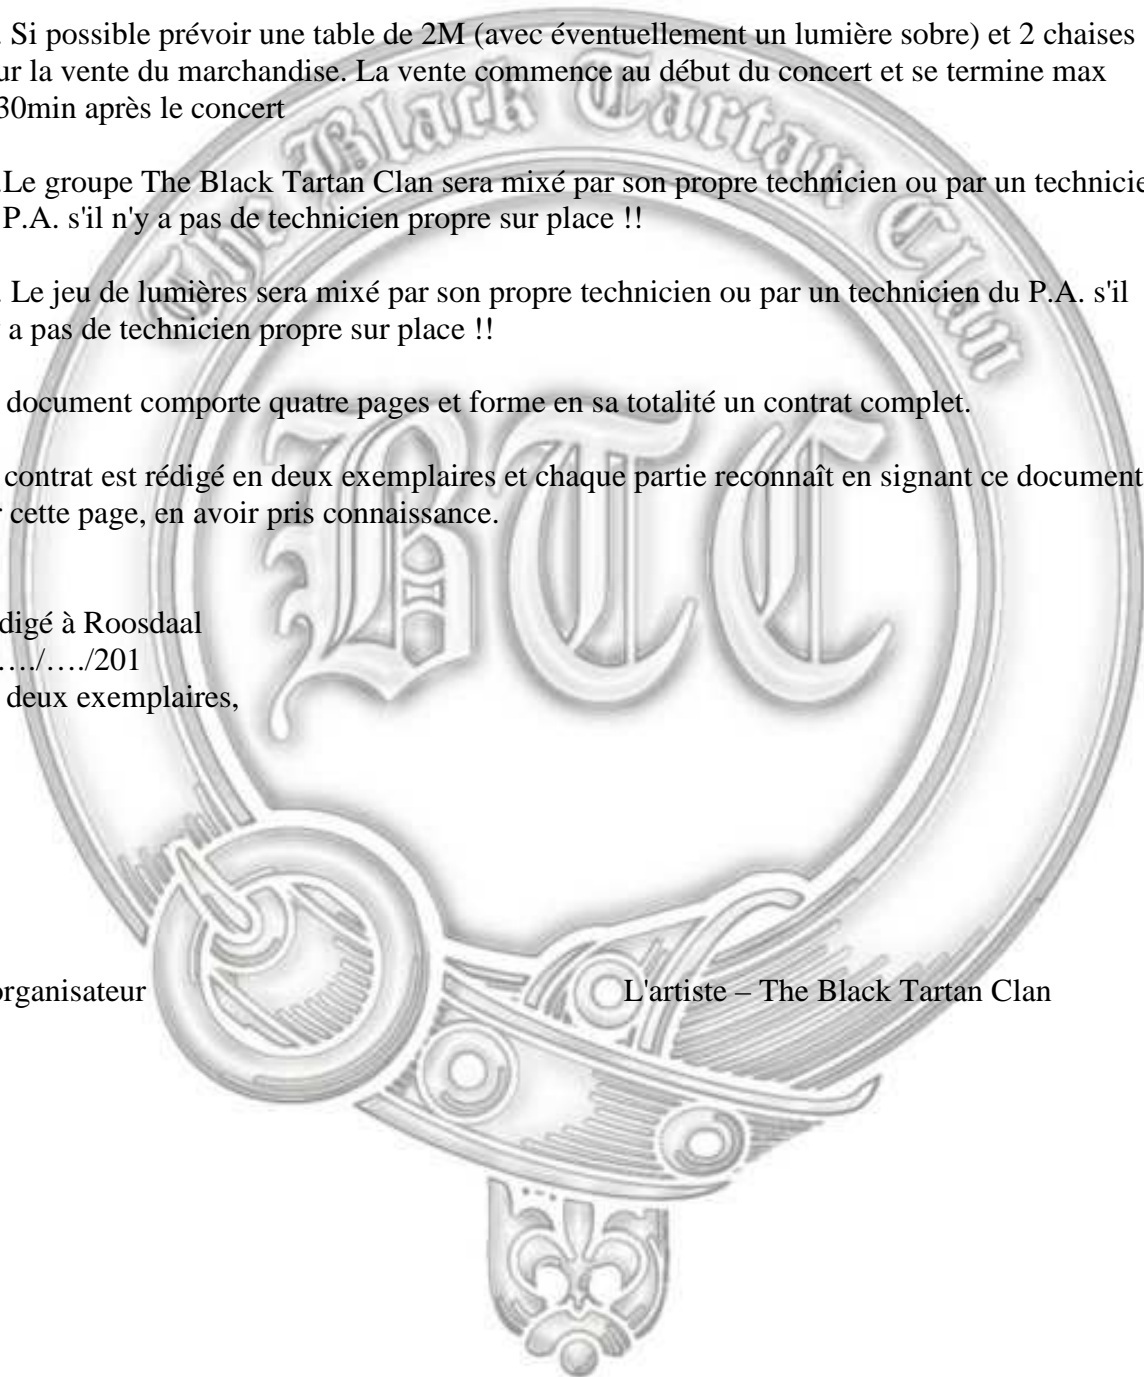 . Si possible prévoir une table de 2M (avec éventuellement un lumière sobre) et 2 chaises
ur la vente du marchandise. La vente commence au début du concert et se termine max
30min après le concert
.Le groupe The Black Tartan Clan sera mixé par son propre technicien ou par un technicie
P.A. s'il n'y a pas de technicien propre sur place !!
. Le jeu de lumières sera mixé par son propre technicien ou par un technicien du P.A. s'il
a pas de technicien propre sur place !!
document comporte quatre pages et forme en sa totalité un contrat complet.
contrat est rédigé en deux exemplaires et chaque partie reconnaît en signant ce document
r cette page, en avoir pris connaissance.
digé à Roosdaal
…./…./201
deux exemplaires,
organisateur L'artiste – The Black Tartan Clan
The Black Tartan Clan
BTC